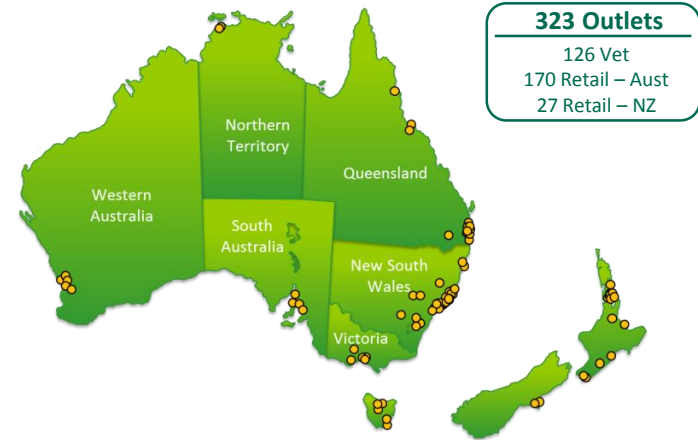 323 Outlets
126 Vet
170 Retail – Aust
27 Retail – NZ
Northern
Territory
Queensland
Western
Australia
South
Australia
New South
Wales
Victoria